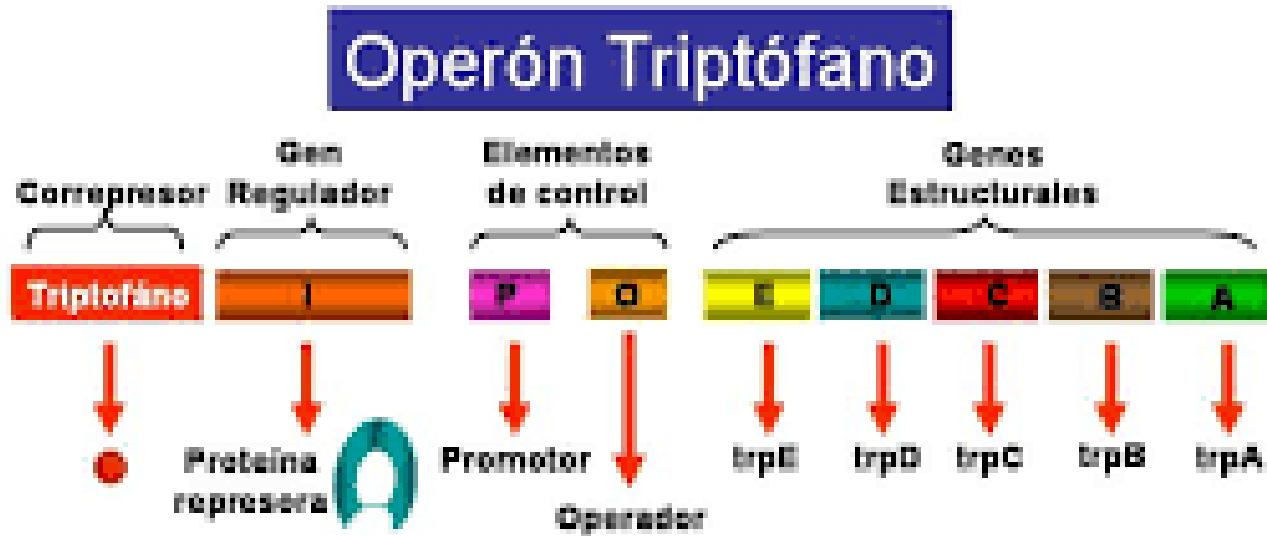 Operón Triptófano
Correpresor
Gen
Regulador
Elementos
de control
Genes
Estructurales
Triptofáno
I
P
O
E
D
C
B
A
Proteína
represora
Promotor
Operador
trpE
trpD
trpC
trpB
trpA